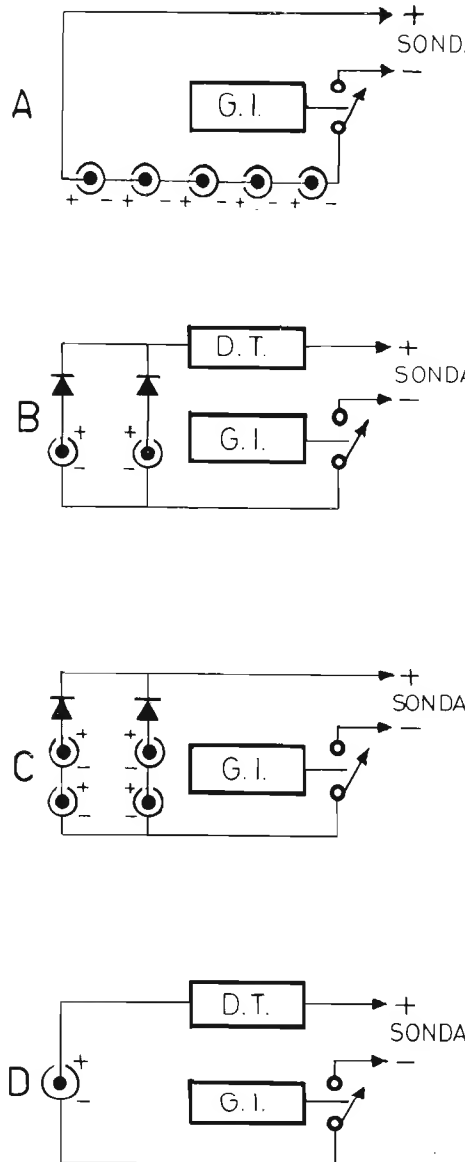 +
SOND
G. I.
−
A
+ − + − + − + − + −
D. T.
+
SONDA
G. I.
−
B
+ +
− −
+
SONDA
−
G. I.
C
+ +
− −
+ +
− −
D. T.
+
SONDA
−
G. I.
D
+
−